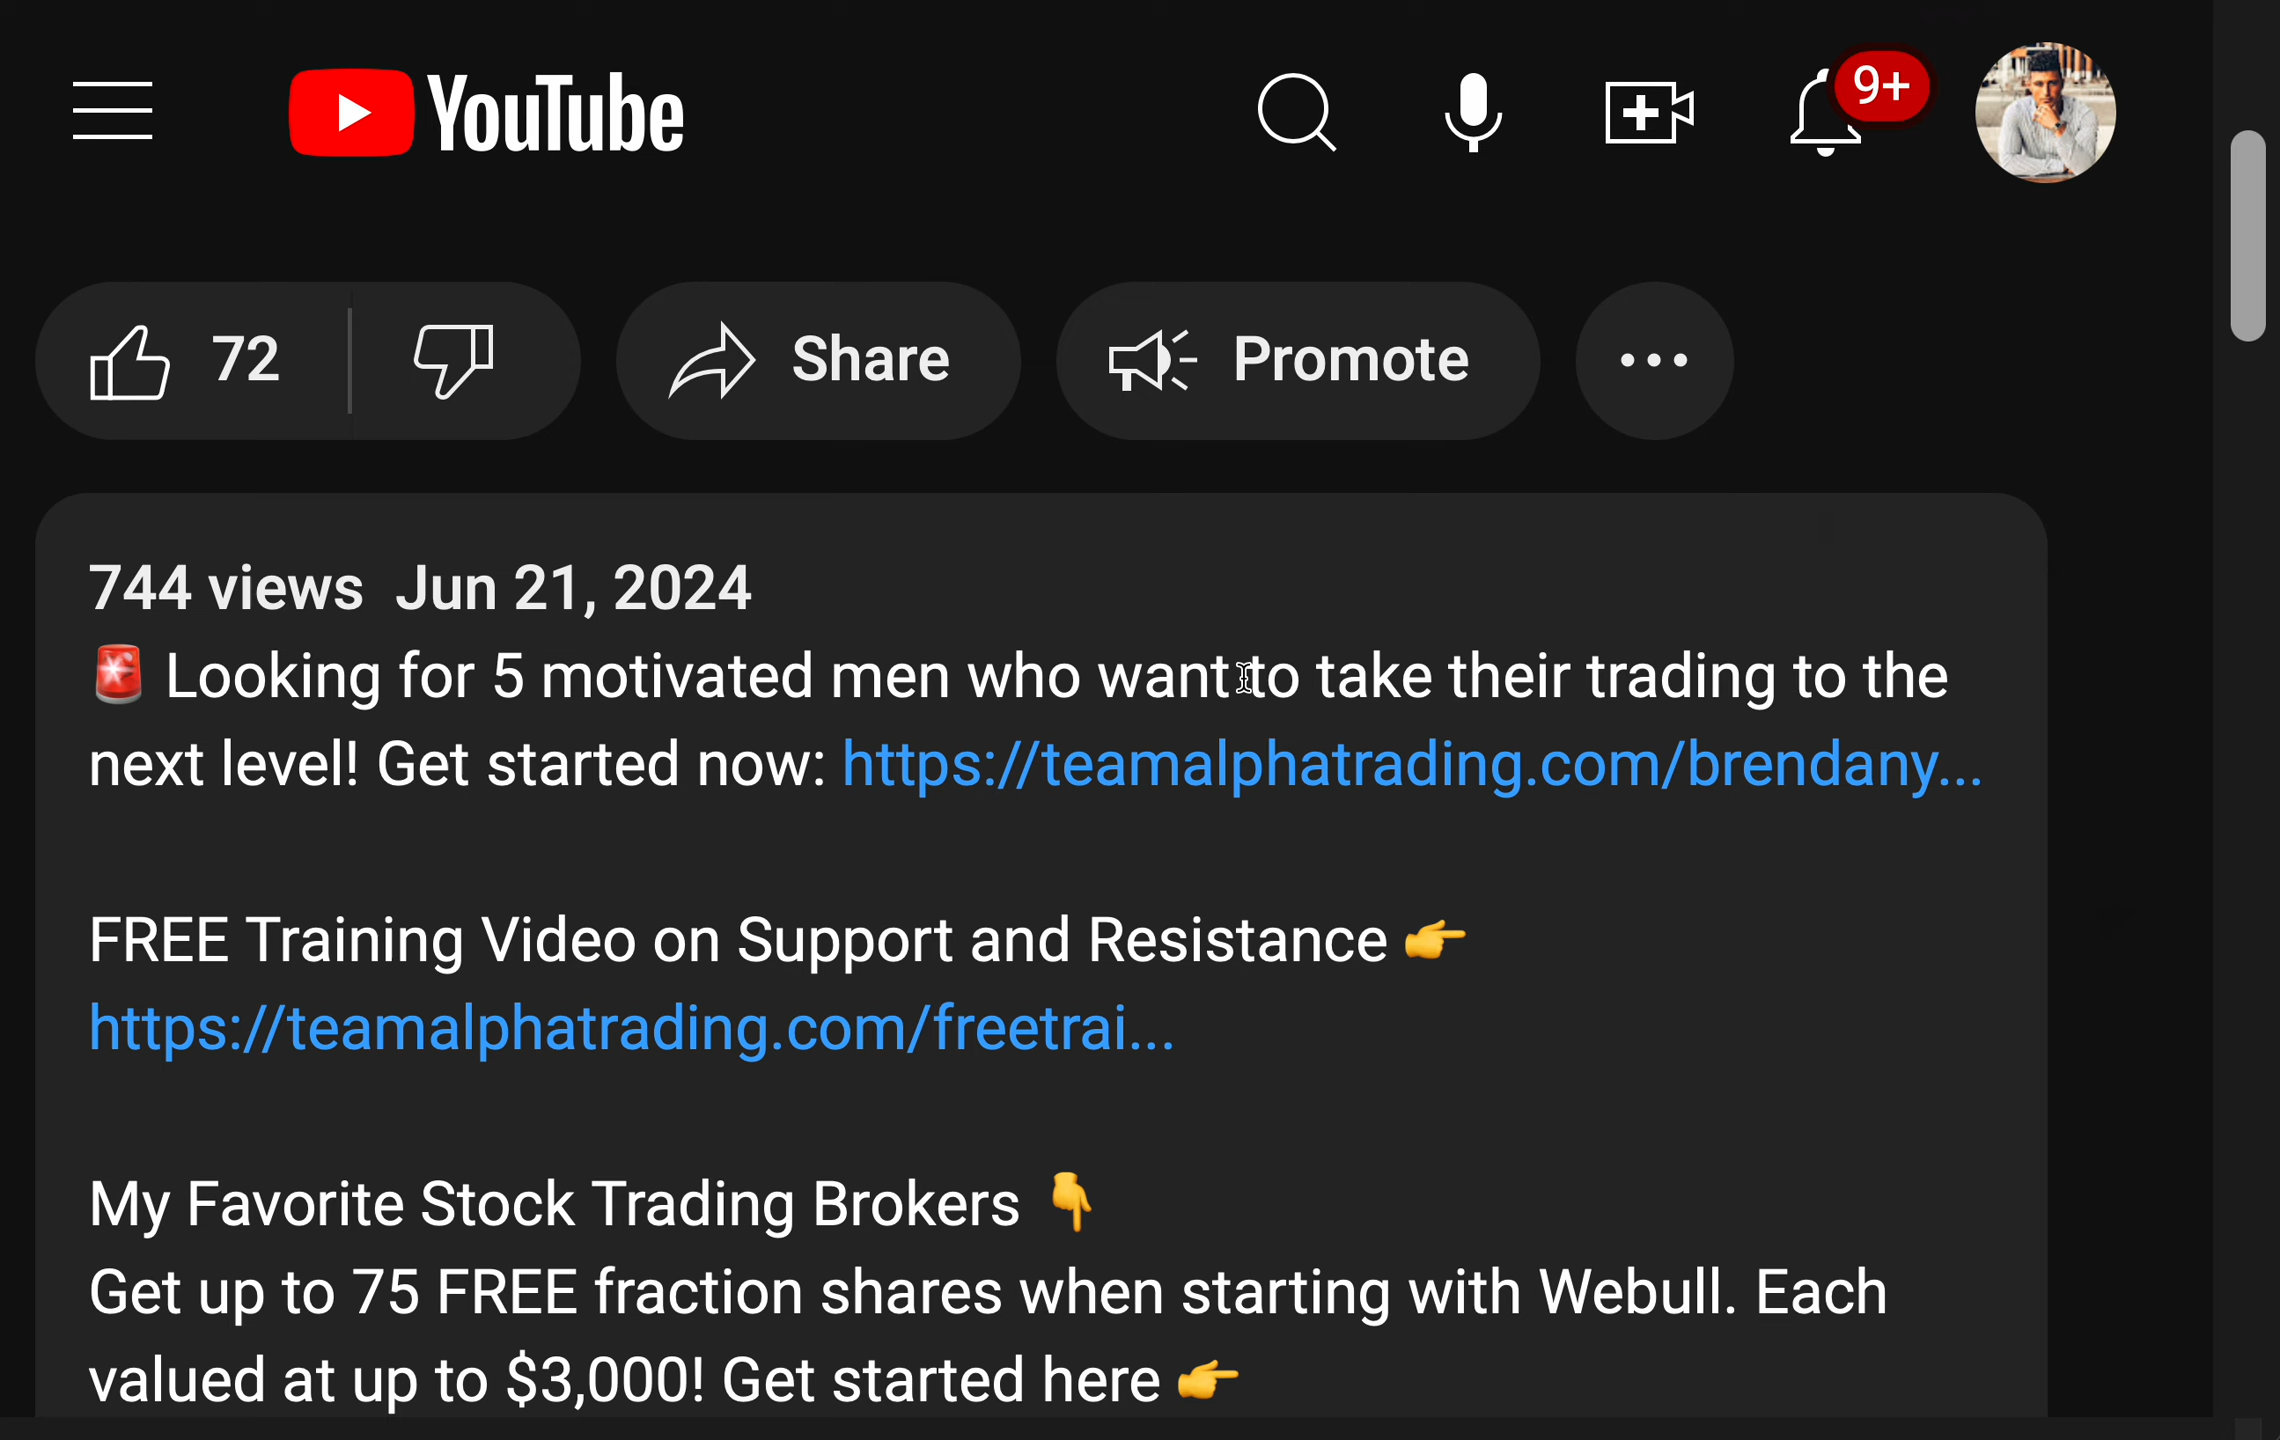 YouTube
9+
72
Share
Promote
744 views Jun 21, 2024
🚨 Looking for 5 motivated men who want to take their trading to the
next level! Get started now: https://teamalphatrading.com/brendany...
FREE Training Video on Support and Resistance 👉
https://teamalphatrading.com/freetrai...
My Favorite Stock Trading Brokers 👇
Get up to 75 FREE fraction shares when starting with Webull. Each
valued at up to $3,000! Get started here 👉